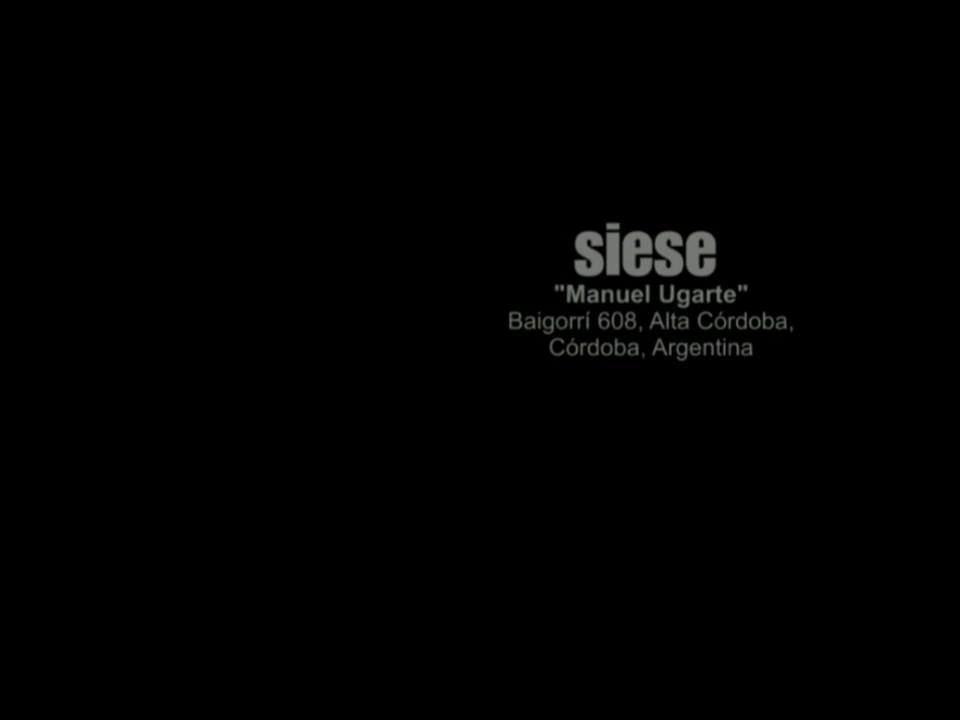 siese
"Manuel Ugarte"
Baigorrí 608, Alta Córdoba,
Córdoba, Argentina